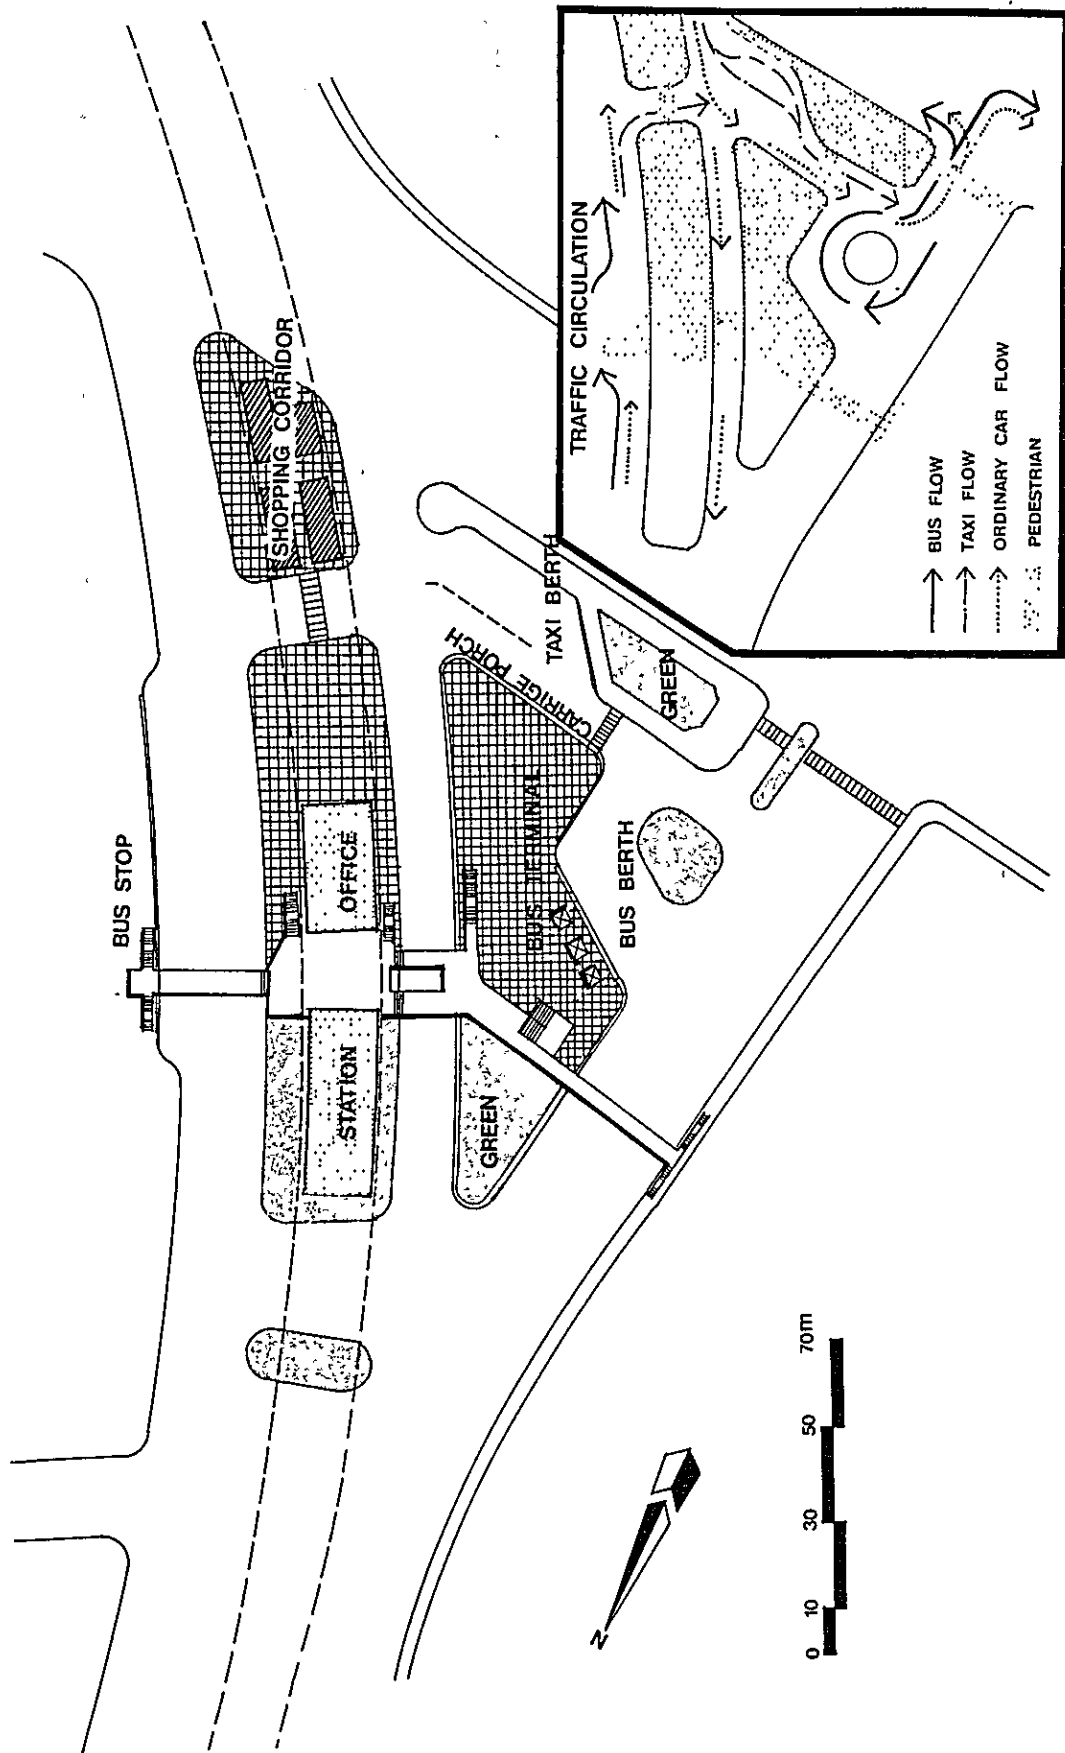 BUS STOP
SHOPPING CORRIDOR
OFFICE
STATION
CARRIGE PORCH
TAXI BERTH
BUS TERMINAL
GREEN
BUS BERTH
GREEN
N
0 10 30 50 70m
TRAFFIC CIRCULATION
BUS FLOW
TAXI FLOW
ORDINARY CAR FLOW
PEDESTRIAN